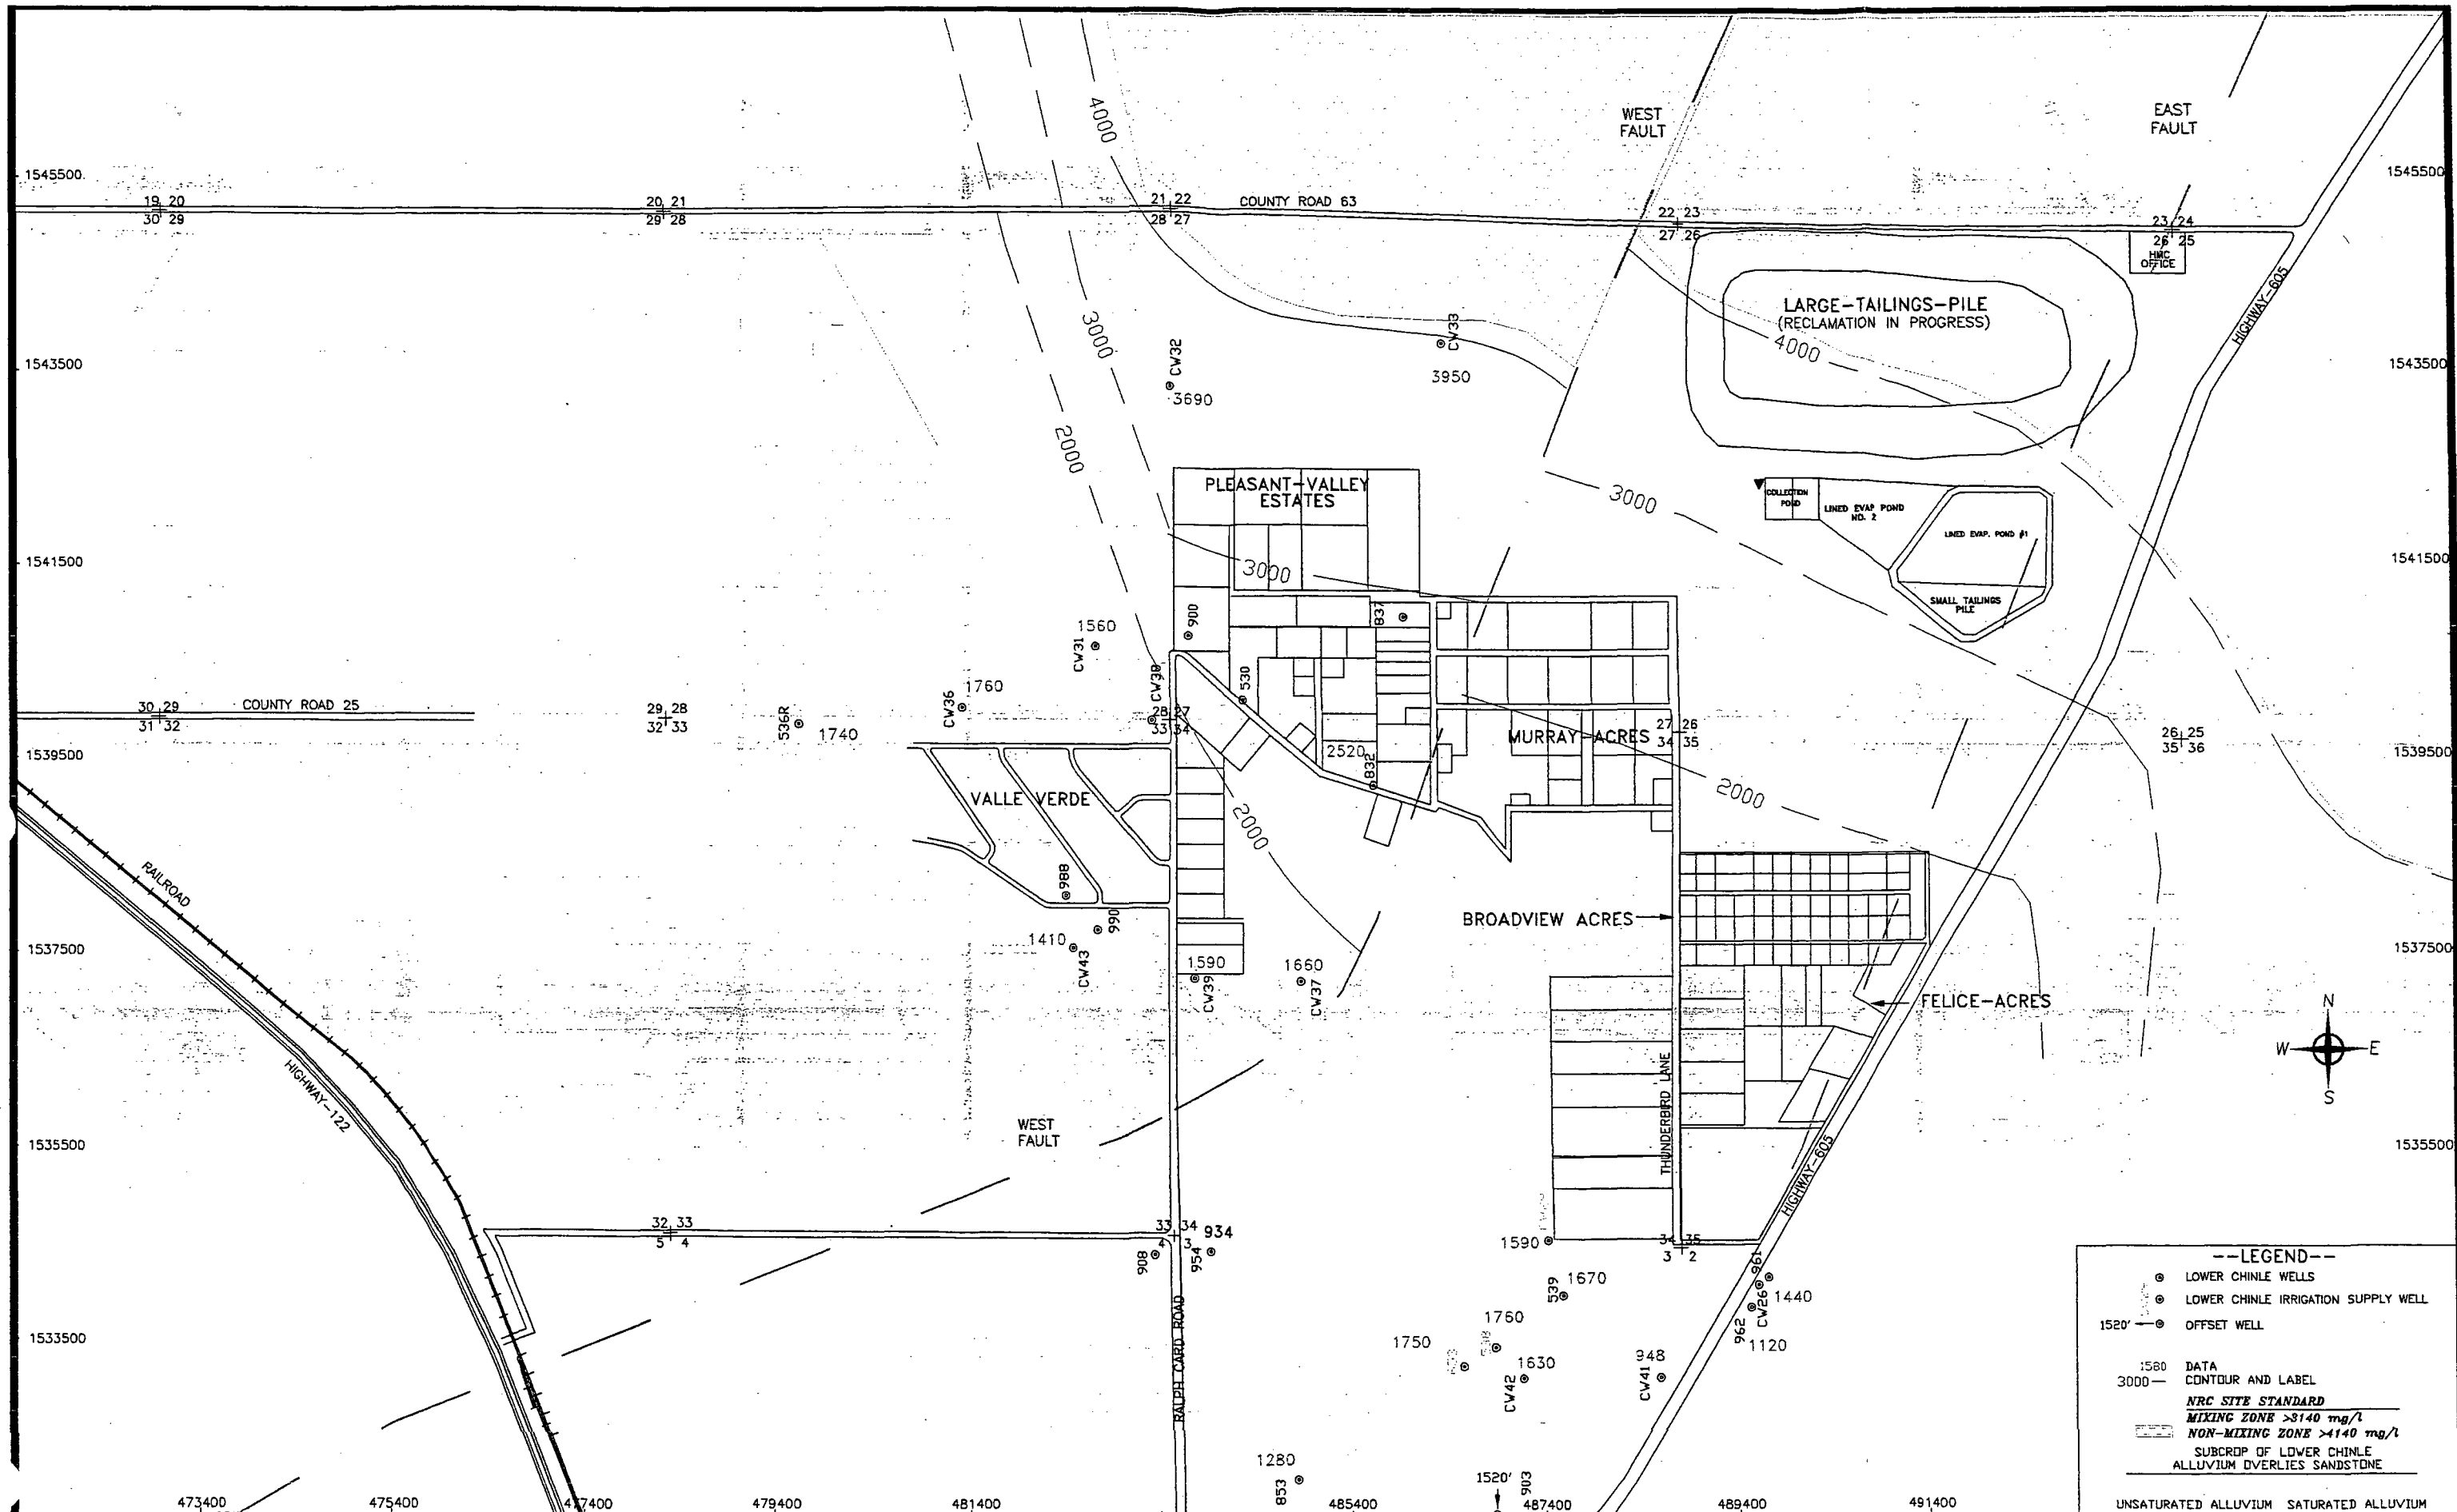 WEST
FAULT
EAST
FAULT
4000
1545500
1545500
19 20
30 29
20 21
29 28
21 22
28 27
COUNTY ROAD 63
22 23
27 26
23 24
26 25
HMC
OFFICE
HIGHWAY-605
LARGE-TAILINGS-PILE
(RECLAMATION IN PROGRESS)
4000
3000
CW32
3690
CW33
3950
1543500
1543500
2000
PLEASANT-VALLEY
ESTATES
3000
COLLECTION
POND
LINED EVAP POND
NO. 2
LINED EVAP. POND #1
SMALL TAILINGS
PILE
1541500
1541500
3000
1560
CW31
900
837
1760
CW36
CW30
530
30 29
31 32
COUNTY ROAD 25
29 28
32 33
536R
1740
28 27
33 34
2520
832
MURRAY-ACRES
27 26
34 35
26 25
35 36
1539500
1539500
VALLE VERDE
2000
2000
RAILROAD
988
990
1410
CW43
BROADVIEW ACRES
1537500
1537500
1590
CW39
1660
CW37
FELICE-ACRES
N
W
E
S
HIGHWAY-122
WEST
FAULT
THUNDERBIRD LANE
HIGHWAY-605
1535500
1535500
32 33
5 4
33 34
4 3
934
908
954
1590
34 35
3 2
539
1670
961
CW26
1440
962
1120
1533500
RALPH CARD ROAD
1750
1760
1630
CW42
948
CW41
1280
853
1520'
903
--LEGEND--
LOWER CHINLE WELLS
LOWER CHINLE IRRIGATION SUPPLY WELL
1520' OFFSET WELL
1580 DATA
3000— CONTOUR AND LABEL
NRC SITE STANDARD
MIXING ZONE >3140 mg/l
NON-MIXING ZONE >4140 mg/l
SUBCROP OF LOWER CHINLE
ALLUVIUM OVERLIES SANDSTONE
UNSATURATED ALLUVIUM SATURATED ALLUVIUM
473400
475400
477400
479400
481400
485400
487400
489400
491400